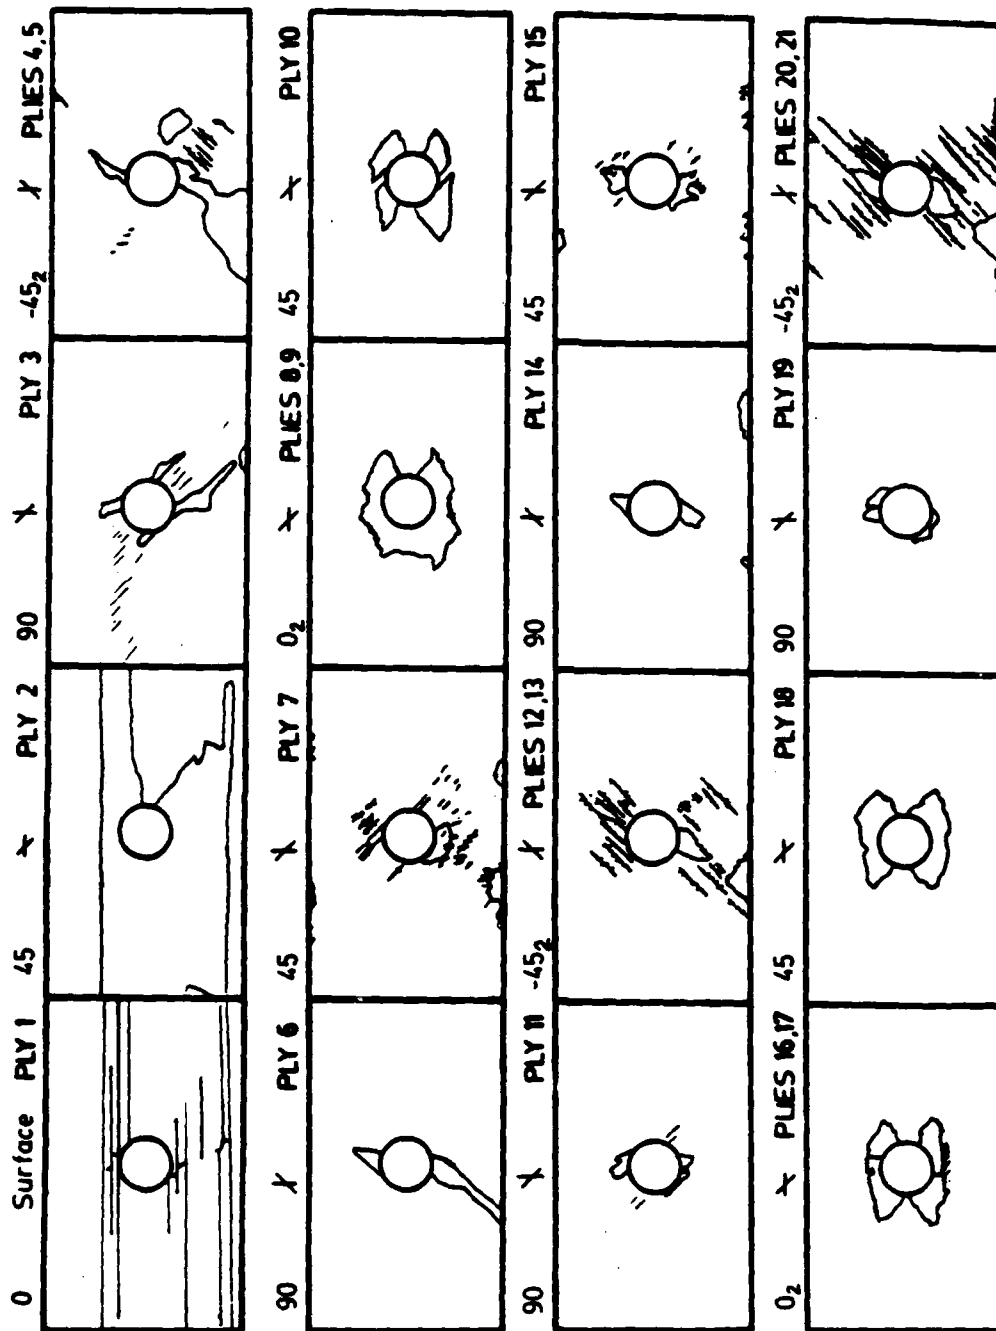 0 Surface PLY 1
45 PLY 2
90 PLY 3
-45₂ PLIES 4,5
90 PLY 6
45 PLY 7
0₂ PLIES 8,9
45 PLY 10
90 PLY 11
-45₂ PLIES 12,13
90 PLY 14
45 PLY 15
0₂ PLIES 16,17
45 PLY 18
90 PLY 19
-45₂ PLIES 20,21